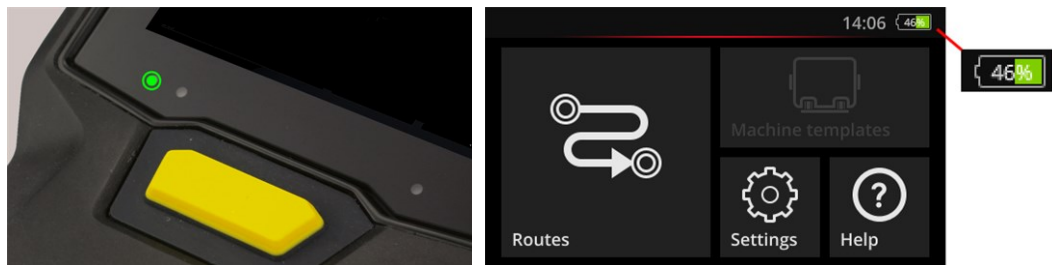 14:06 46%
46%
Machine templates
Routes
Settings
Help
?